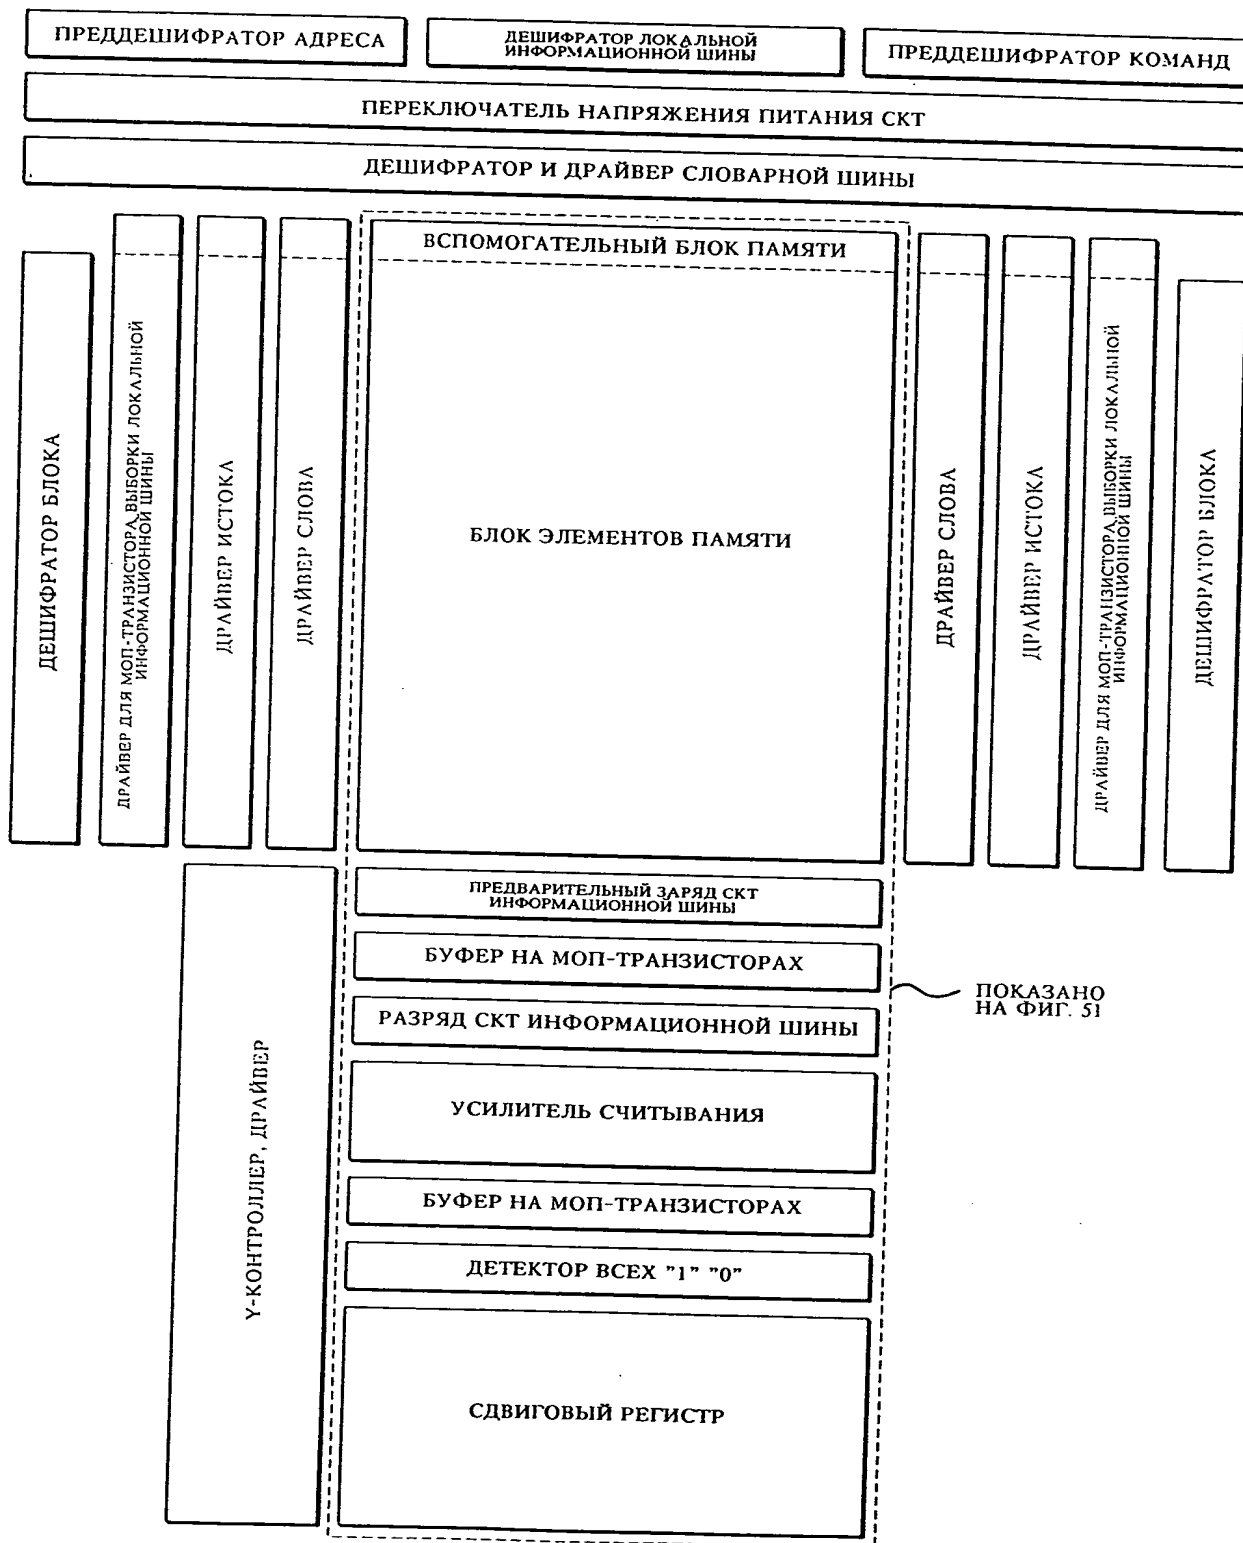 ПРЕДДЕШИФРАТОР АДРЕСА
ДЕШИФРАТОР ЛОКАЛЬНОЙ
ИНФОРМАЦИОННОЙ ШИНЫ
ПРЕДДЕШИФРАТОР КОМАНД
ПЕРЕКЛЮЧАТЕЛЬ НАПРЯЖЕНИЯ ПИТАНИЯ СКТ
ДЕШИФРАТОР И ДРАЙВЕР СЛОВАРНОЙ ШИНЫ
ДЕШИФРАТОР БЛОКА
ДРАЙВЕР ДЛЯ МОП-ТРАНЗИСТОРА ВЫБОРКИ ЛОКАЛЬНОЙ
ИНФОРМАЦИОННОЙ ШИНЫ
ДРАЙВЕР ИСТОКА
ДРАЙВЕР СЛОВА
ВСПОМОГАТЕЛЬНЫЙ БЛОК ПАМЯТИ
БЛОК ЭЛЕМЕНТОВ ПАМЯТИ
ДРАЙВЕР СЛОВА
ДРАЙВЕР ИСТОКА
ДРАЙВЕР ДЛЯ МОП-ТРАНЗИСТОРА ВЫБОРКИ ЛОКАЛЬНОЙ
ИНФОРМАЦИОННОЙ ШИНЫ
ДЕШИФРАТОР БЛОКА
Y-КОНТРОЛЛЕР, ДРАЙВЕР
ПРЕДВАРИТЕЛЬНЫЙ ЗАРЯД СКТ
ИНФОРМАЦИОННОЙ ШИНЫ
БУФЕР НА МОП-ТРАНЗИСТОРАХ
ПОКАЗАНО
НА ФИГ. 51
РАЗРЯД СКТ ИНФОРМАЦИОННОЙ ШИНЫ
УСИЛИТЕЛЬ СЧИТЫВАНИЯ
БУФЕР НА МОП-ТРАНЗИСТОРАХ
ДЕТЕКТОР ВСЕХ "1" "0"
СДВИГОВЫЙ РЕГИСТР